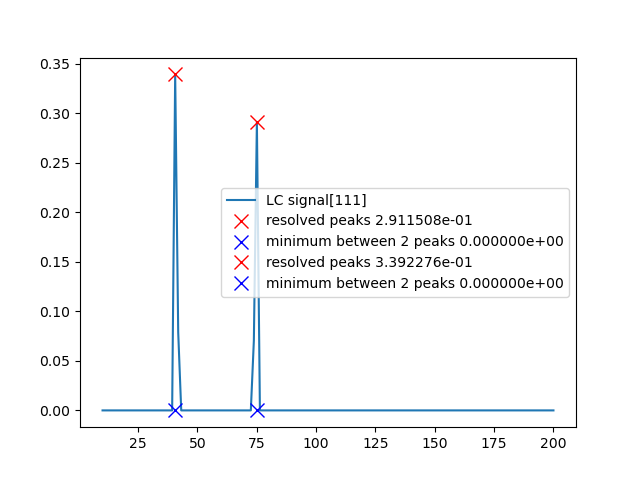 0.35
0.30
0.25
0.20
0.15
0.10
0.05
0.00
LC signal[111]
resolved peaks 2.911508e-01
minimum between 2 peaks 0.000000e+00
resolved peaks 3.392276e-01
minimum between 2 peaks 0.000000e+00
25 50 75 100 125 150 175 200